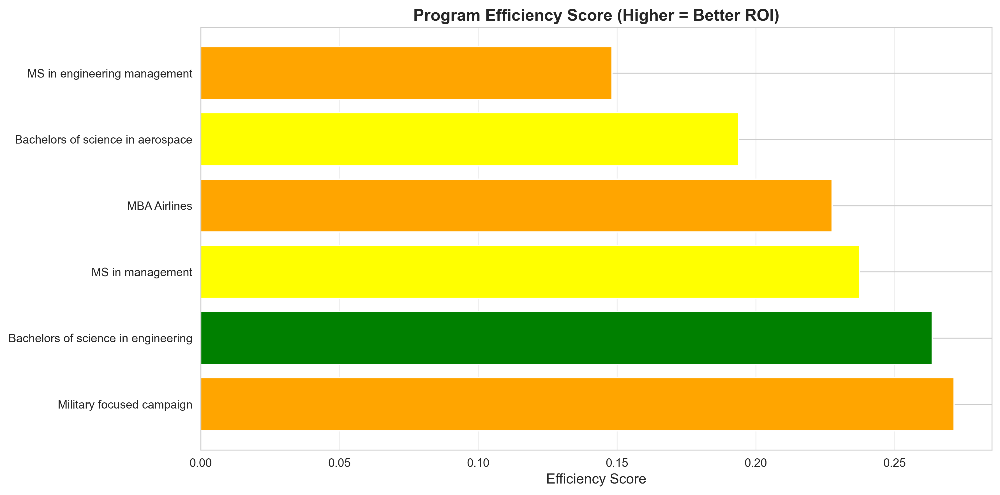 Program Efficiency Score (Higher = Better ROI)
MS in engineering management
Bachelors of science in aerospace
MBA Airlines
MS in management
Bachelors of science in engineering
Military focused campaign
0.00 0.05 0.10 0.15 0.20 0.25
Efficiency Score